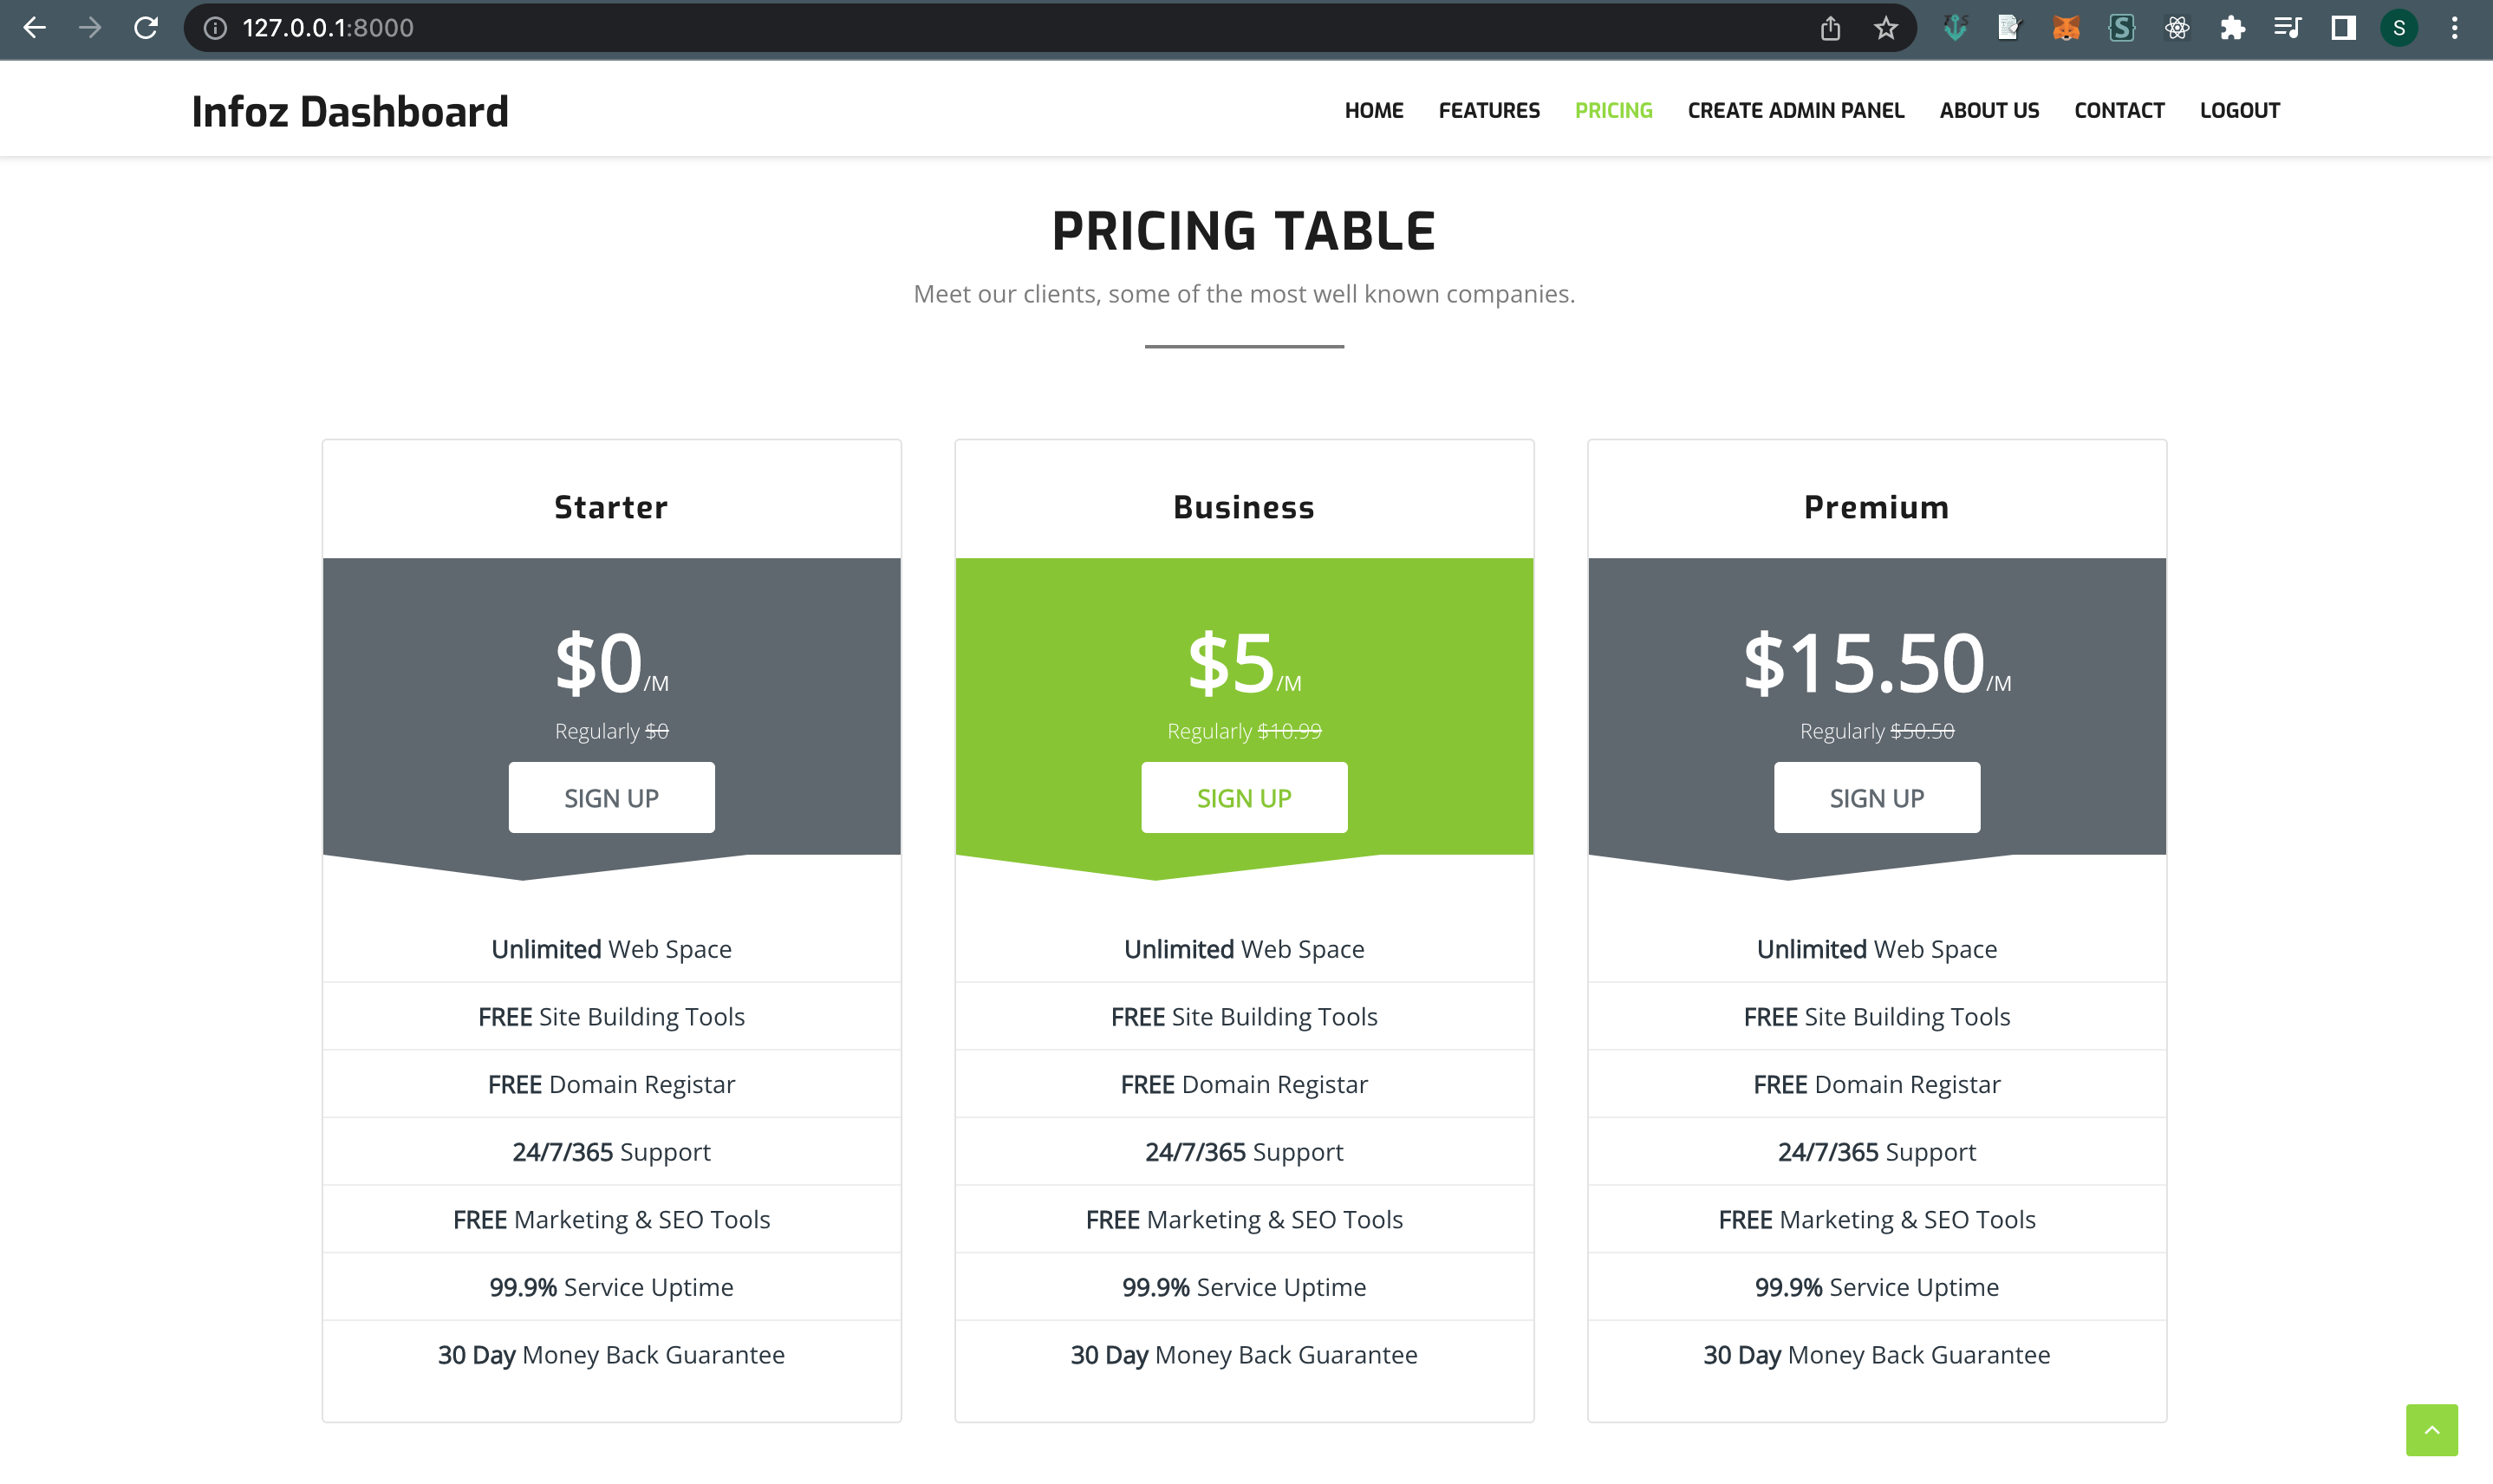 127.0.0.1:8000
S
Infoz Dashboard
HOME FEATURES PRICING CREATE ADMIN PANEL ABOUT US CONTACT LOGOUT
PRICING TABLE
Meet our clients, some of the most well known companies.
Starter
$0/M
Regularly $0
SIGN UP
Unlimited Web Space
FREE Site Building Tools
FREE Domain Registar
24/7/365 Support
FREE Marketing & SEO Tools
99.9% Service Uptime
30 Day Money Back Guarantee
Business
$5/M
Regularly $10.99
SIGN UP
Unlimited Web Space
FREE Site Building Tools
FREE Domain Registar
24/7/365 Support
FREE Marketing & SEO Tools
99.9% Service Uptime
30 Day Money Back Guarantee
Premium
$15.50/M
Regularly $50.50
SIGN UP
Unlimited Web Space
FREE Site Building Tools
FREE Domain Registar
24/7/365 Support
FREE Marketing & SEO Tools
99.9% Service Uptime
30 Day Money Back Guarantee